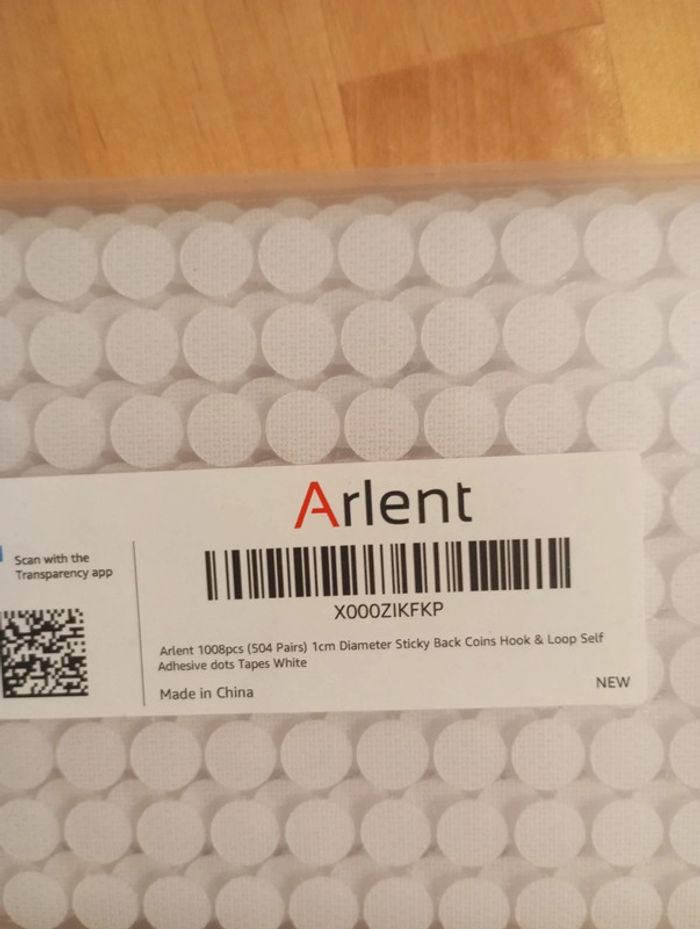 Arlent
X000ZIKFKP
Scan with the
Transparency app
Arlent 1008pcs (504 Pairs) 1cm Diameter Sticky Back Coins Hook & Loop Self
Adhesive dots Tapes White
Made in China
NEW